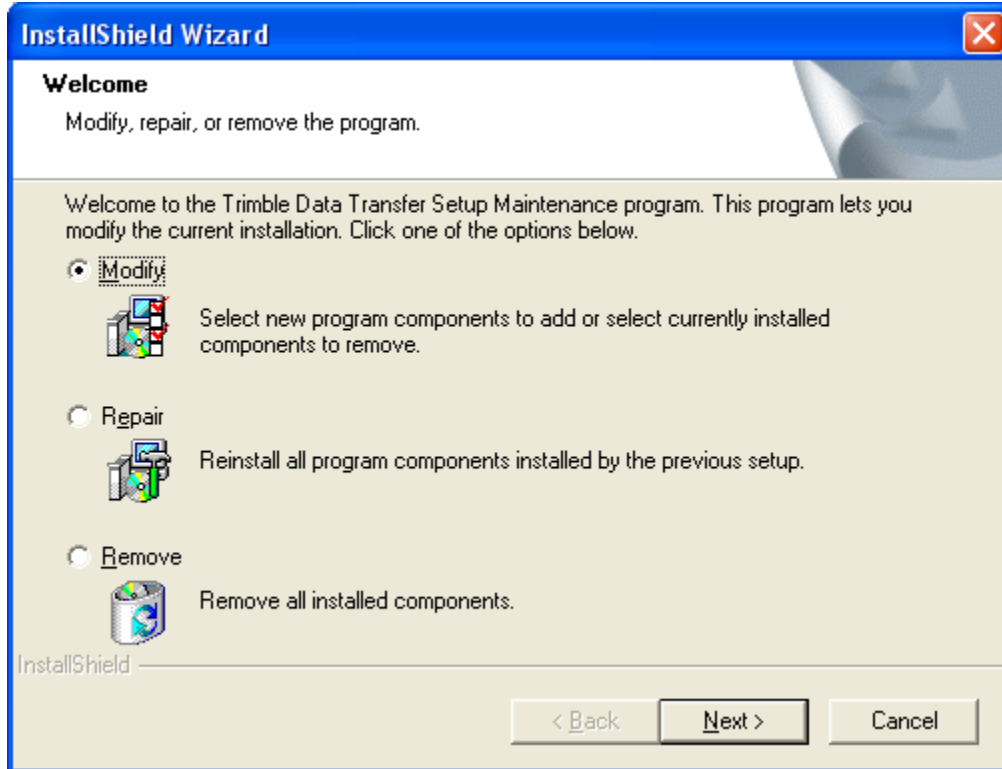 InstallShield Wizard
Welcome
Modify, repair, or remove the program.
Welcome to the Trimble Data Transfer Setup Maintenance program. This program lets you
modify the current installation. Click one of the options below.
Modify
Select new program components to add or select currently installed
components to remove.
Repair
Reinstall all program components installed by the previous setup.
Remove
Remove all installed components.
InstallShield
< Back Next > Cancel